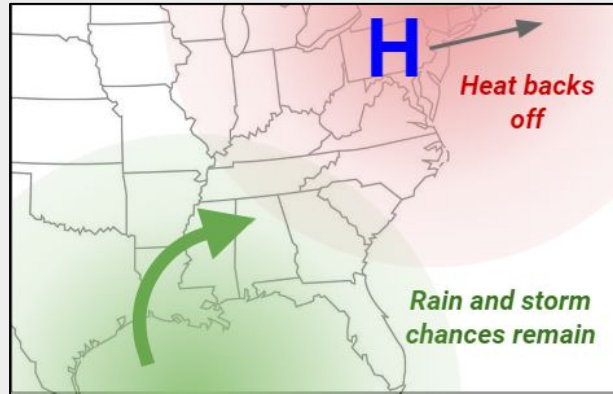 H
Heat backs
off
Rain and storm
chances remain